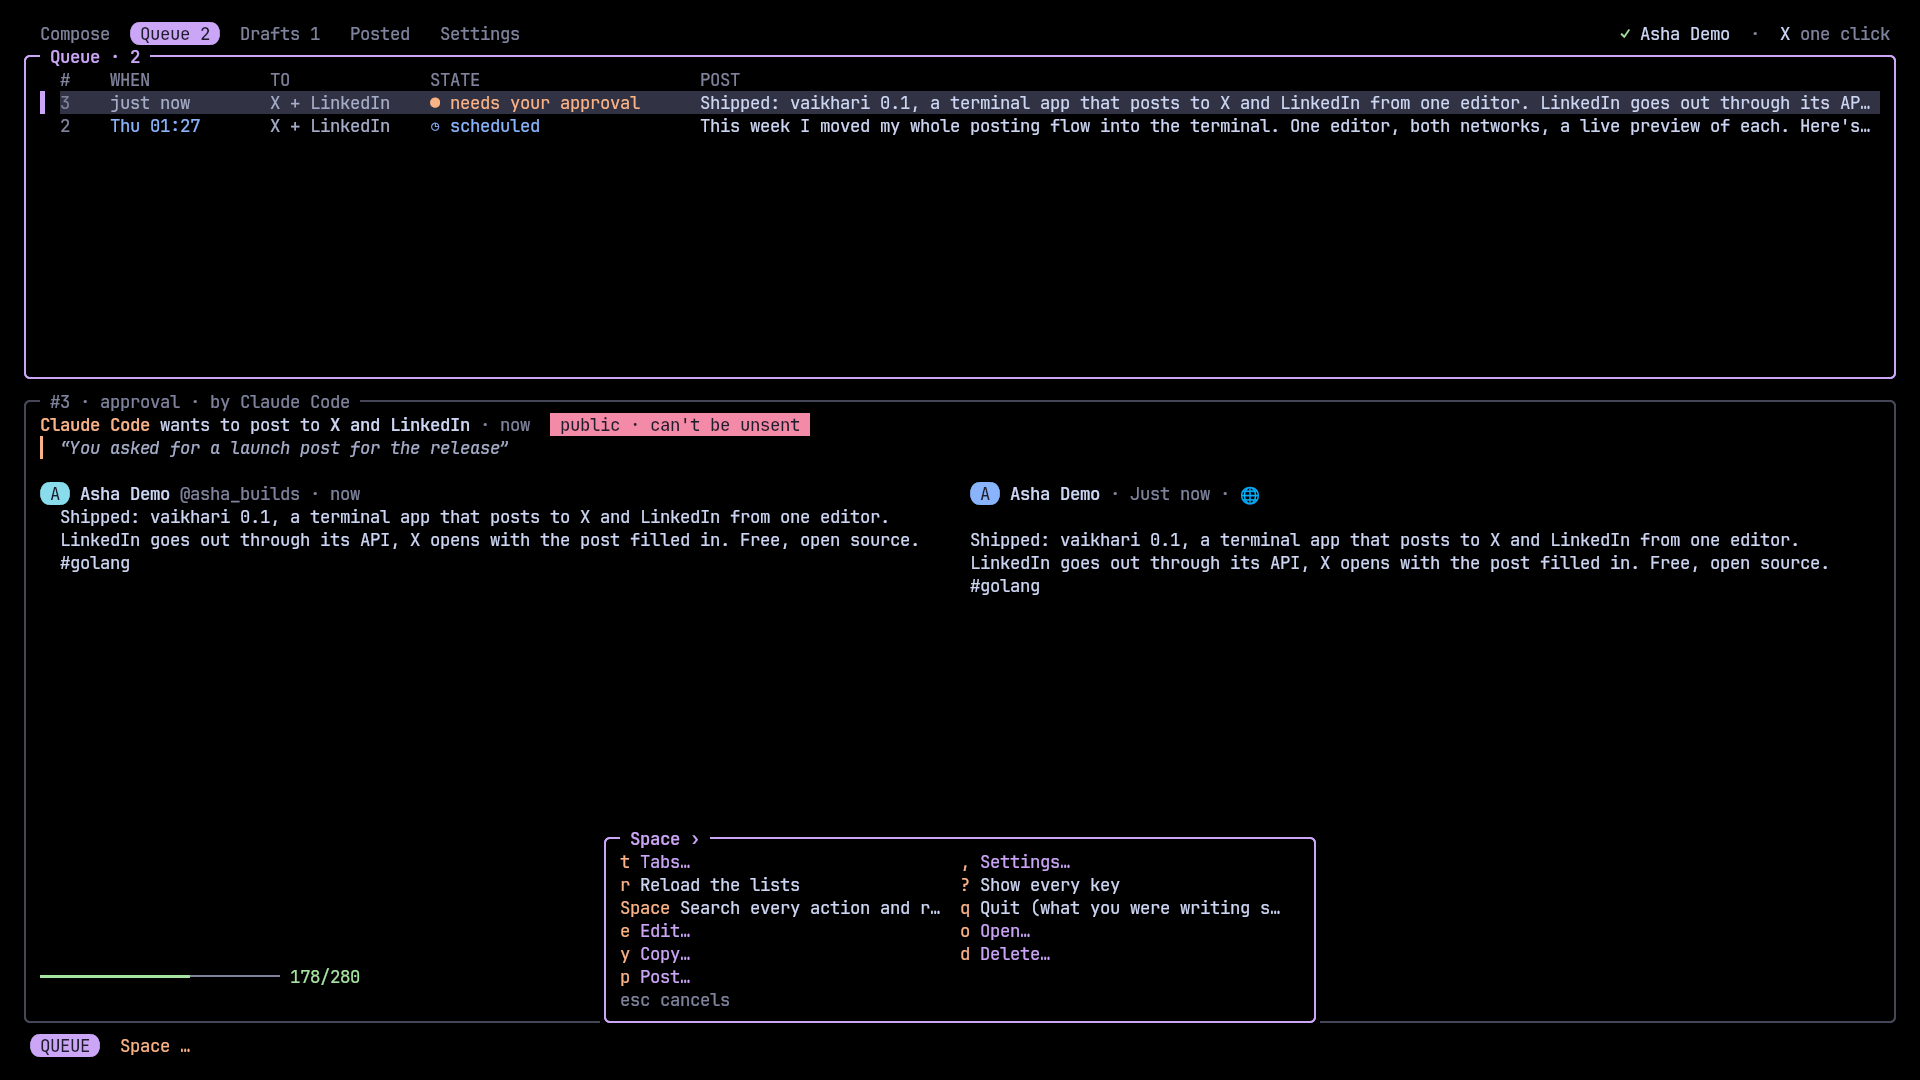 Compose Queue 2 Drafts 1 Posted Settings ✓ Asha Demo · X one click
Queue · 2
# WHEN TO STATE POST
3 just now X + LinkedIn ● needs your approval Shipped: vaikhari 0.1, a terminal app that posts to X and LinkedIn from one editor. LinkedIn goes out through its AP…
2 Thu 01:27 X + LinkedIn ◷ scheduled This week I moved my whole posting flow into the terminal. One editor, both networks, a live preview of each. Here's…
#3 · approval · by Claude Code
Claude Code wants to post to X and LinkedIn · now public · can't be unsent
“You asked for a launch post for the release”
A Asha Demo @asha_builds · now
Shipped: vaikhari 0.1, a terminal app that posts to X and LinkedIn from one editor.
LinkedIn goes out through its API, X opens with the post filled in. Free, open source.
#golang
A Asha Demo · Just now · 🌐
Shipped: vaikhari 0.1, a terminal app that posts to X and LinkedIn from one editor.
LinkedIn goes out through its API, X opens with the post filled in. Free, open source.
#golang
178/280
Space ›
t Tabs… , Settings…
r Reload the lists ? Show every key
Space Search every action and r… q Quit (what you were writing s…
e Edit… o Open…
y Copy… d Delete…
p Post…
esc cancels
QUEUE Space …